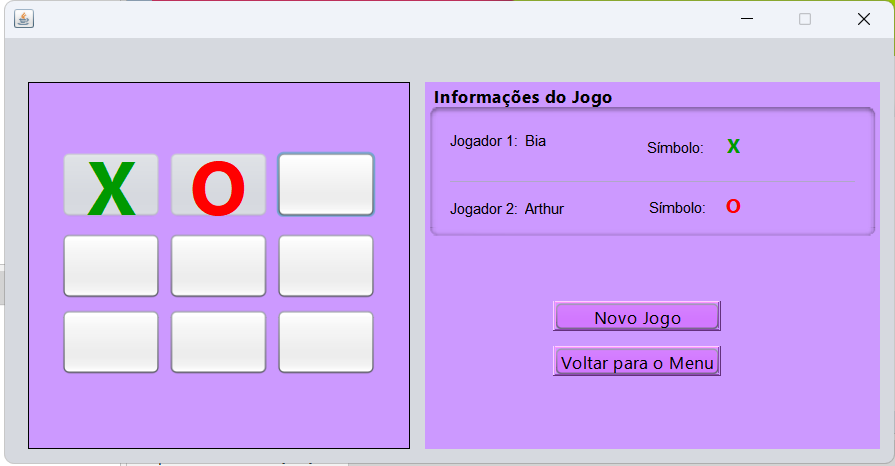 Informações do Jogo
Jogador 1: Bia Símbolo: X
X O
Jogador 2: Arthur Símbolo: O
Novo Jogo
Voltar para o Menu